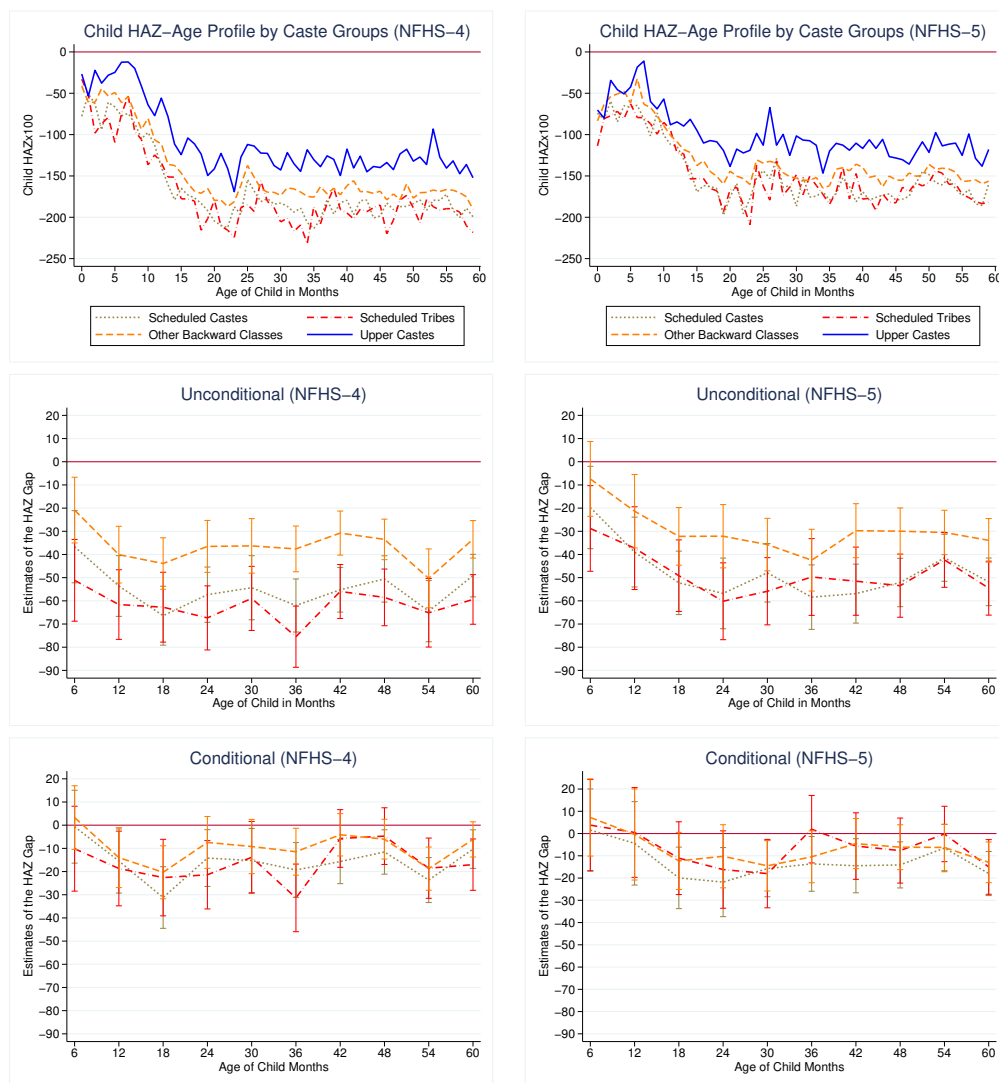 Child HAZ−Age Profile by Caste Groups (NFHS−4)
0
−50
−100
−150
−200
−250
Child HAZx100
0 5 10 15 20 25 30 35 40 45 50 55 60
Age of Child in Months
Scheduled Castes Scheduled Tribes
Other Backward Classes Upper Castes
Child HAZ−Age Profile by Caste Groups (NFHS−5)
0
−50
−100
−150
−200
−250
Child HAZx100
0 5 10 15 20 25 30 35 40 45 50 55 60
Age of Child in Months
Scheduled Castes Scheduled Tribes
Other Backward Classes Upper Castes
Unconditional (NFHS−4)
20
10
0
−10
−20
−30
−40
−50
−60
−70
−80
−90
Estimates of the HAZ Gap
6 12 18 24 30 36 42 48 54 60
Age of Child in Months
Unconditional (NFHS−5)
20
10
0
−10
−20
−30
−40
−50
−60
−70
−80
−90
Estimates of the HAZ Gap
6 12 18 24 30 36 42 48 54 60
Age of Child in Months
Conditional (NFHS−4)
20
10
0
−10
−20
−30
−40
−50
−60
−70
−80
−90
Estimates of the HAZ Gap
6 12 18 24 30 36 42 48 54 60
Age of Child Months
Conditional (NFHS−5)
20
10
0
−10
−20
−30
−40
−50
−60
−70
−80
−90
Estimates of the HAZ Gap
6 12 18 24 30 36 42 48 54 60
Age of Child Months